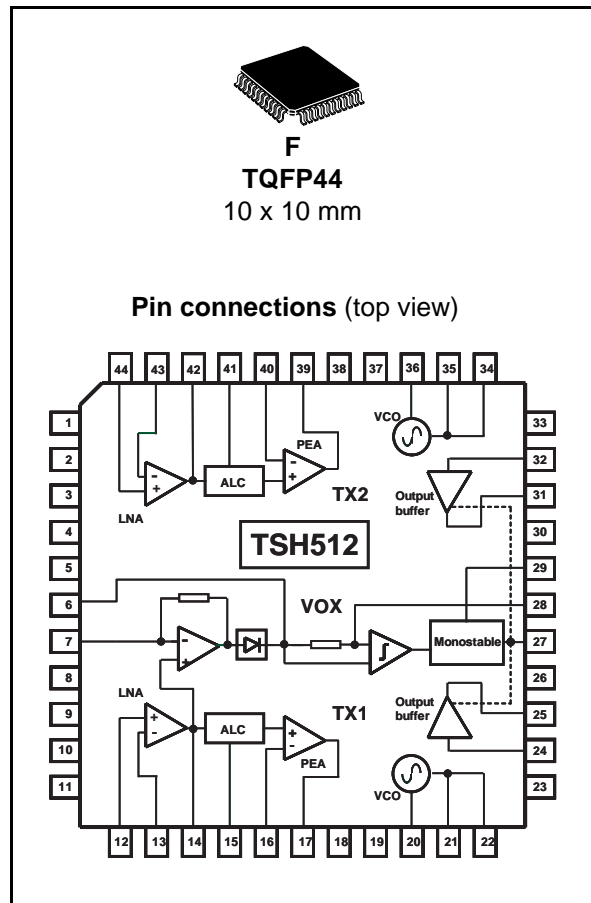 F
TQFP44
10 x 10 mm
Pin connections (top view)
44 43 42 41 40 39 38 37 36 35 34
1
2
3
4
5
6
7
8
9
10
11
33
32
31
30
29
28
27
26
25
24
23
VCO
PEA
- +
- +
ALC
LNA
TX2
Output
buffer
TSH512
VOX
-
+
Monostable
LNA
+ -
ALC
+ -
PEA
TX1
Output
buffer
VCO
12 13 14 15 16 17 18 19 20 21 22